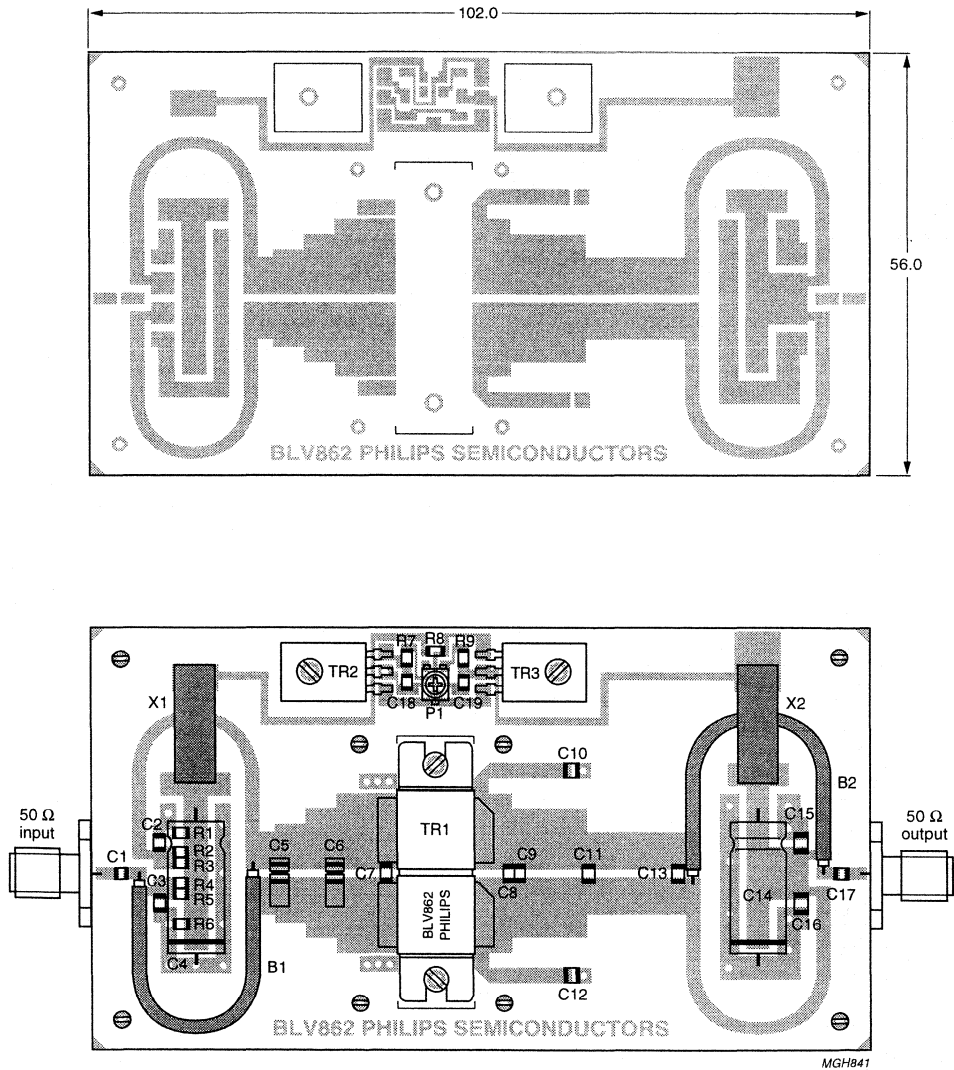 102.0
56.0
BLV862 PHILIPS SEMICONDUCTORS
R7
R8
R9
TR2
TR3
C18
P1
C19
X1
X2
C10
B2
50 Ω
input
C2
R1
R2
R3
C1
C3
R4
R5
R6
C4
B1
C5
C6
C7
TR1
BLV862
PHILIPS
C9
C8
C11
C13
C15
C14
C16
C17
50 Ω
output
C12
BLV862 PHILIPS SEMICONDUCTORS
MGH841